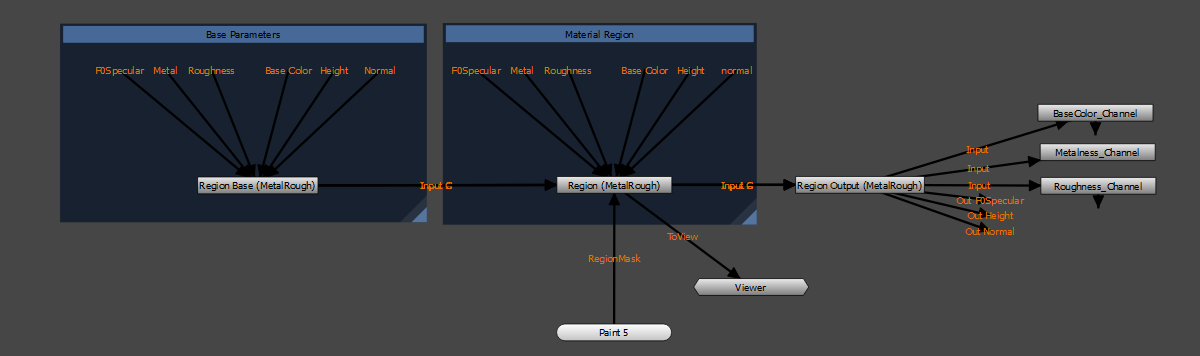 Base Parameters
F0Specular Metal Roughness Base Color Height Normal
Region Base (MetalRough)
Material Region
F0Specular Metal Roughness Base Color Height normal
Region (MetalRough)
RegionMask
Paint 5
ToView
Viewer
Region Output (MetalRough)
Input
Input
Input
Out F0Specular
Out Height
Out Normal
BaseColor_Channel
Metalness_Channel
Roughness_Channel